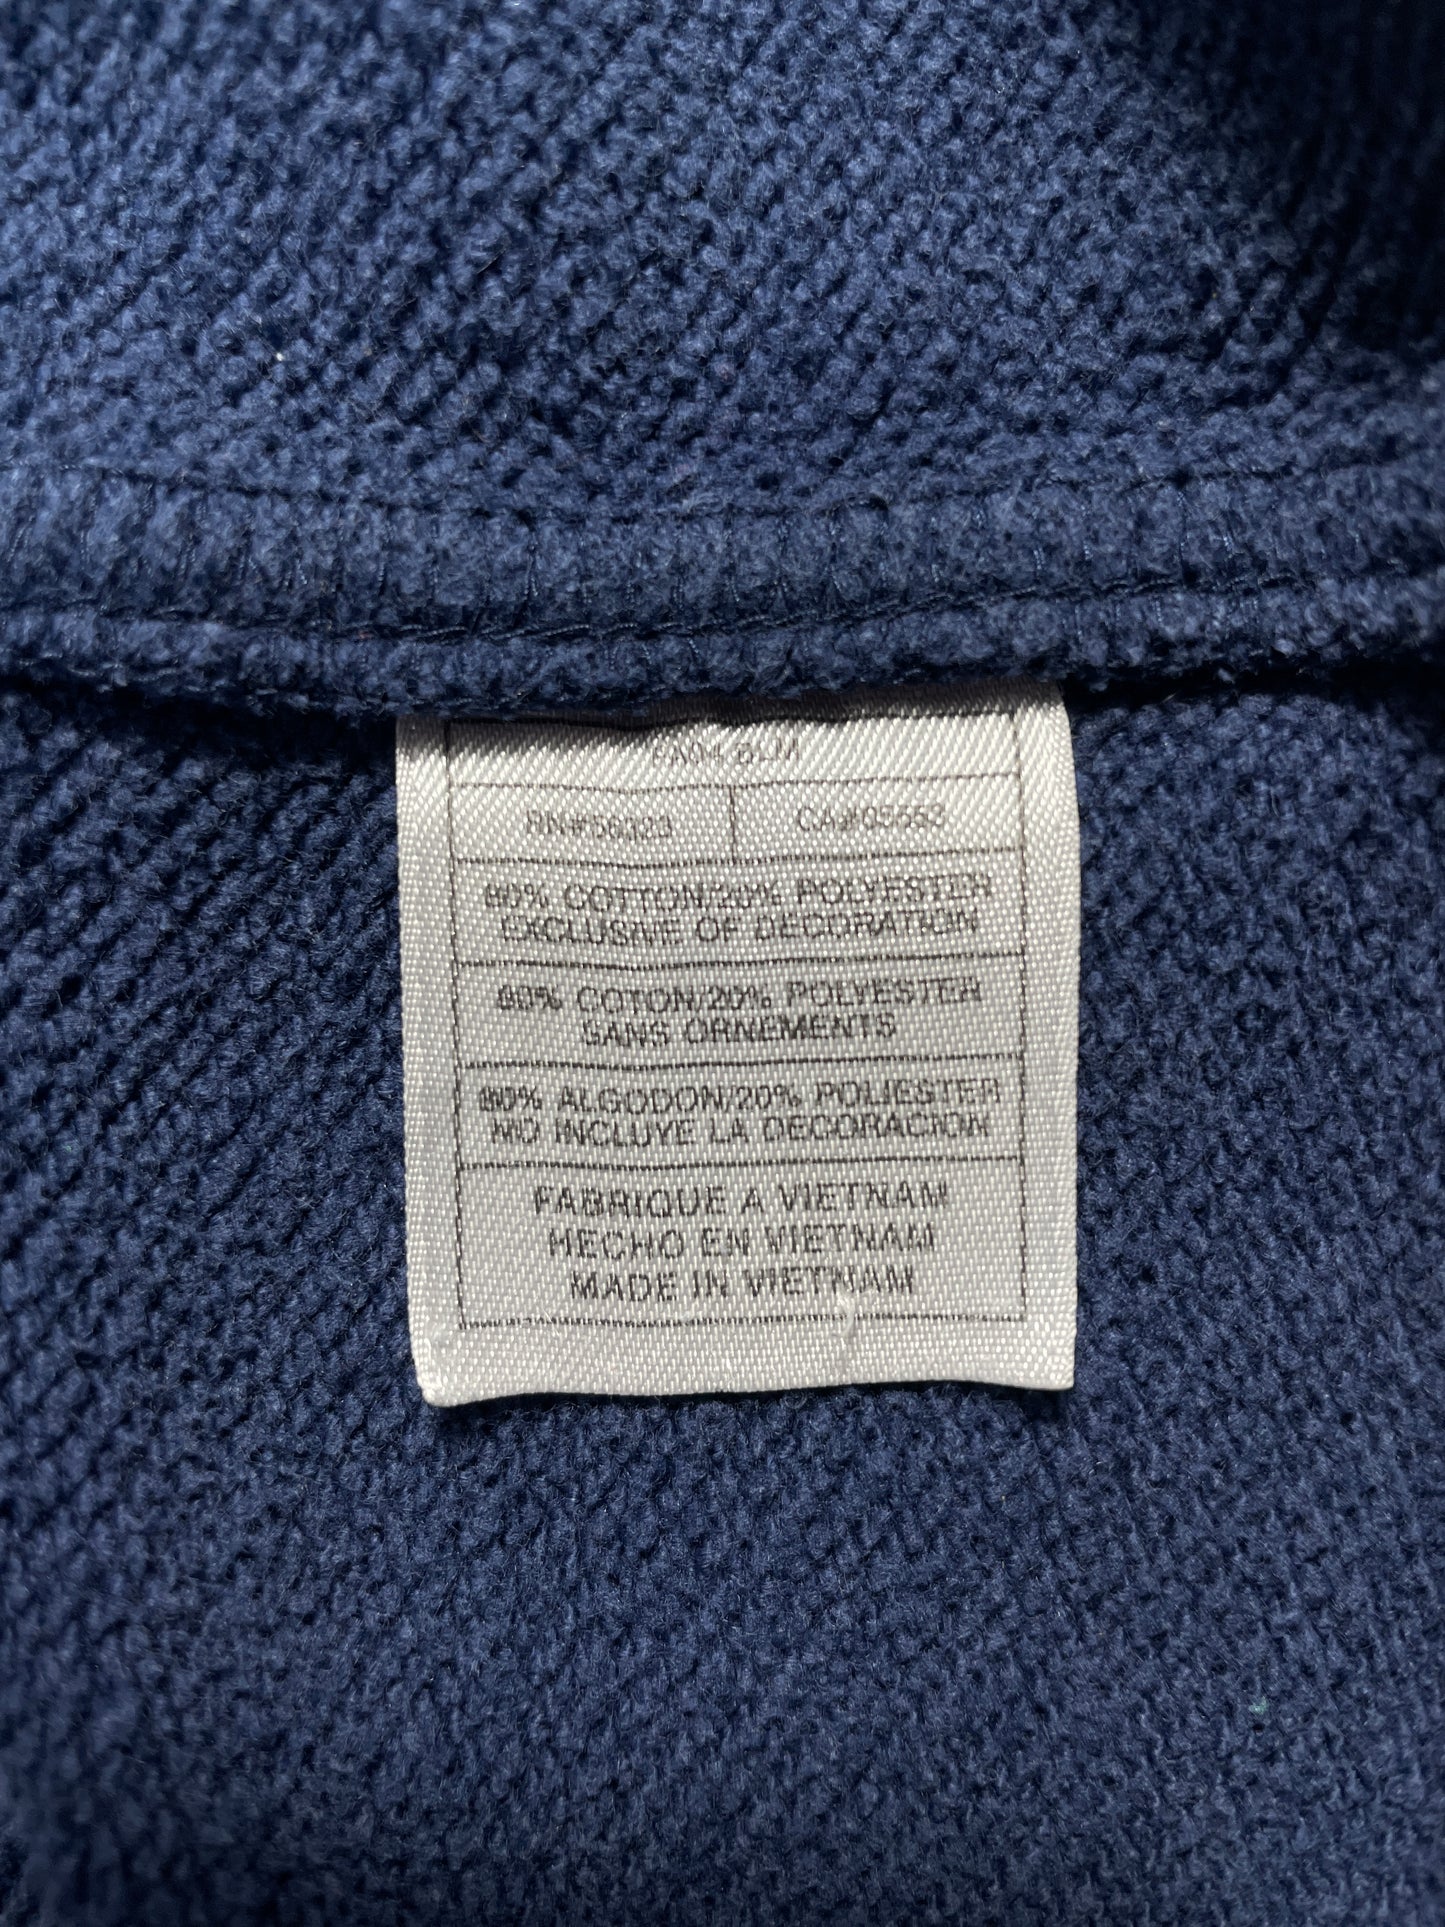 RN#56323 CA#05552
80% COTTON/20% POLYESTER
EXCLUSIVE OF DECORATION
80% COTON/20% POLYESTER
SANS ORNEMENTS
80% ALGODON/20% POLIESTER
NO INCLUYE LA DECORACION
FABRIQUE A VIETNAM
HECHO EN VIETNAM
MADE IN VIETNAM